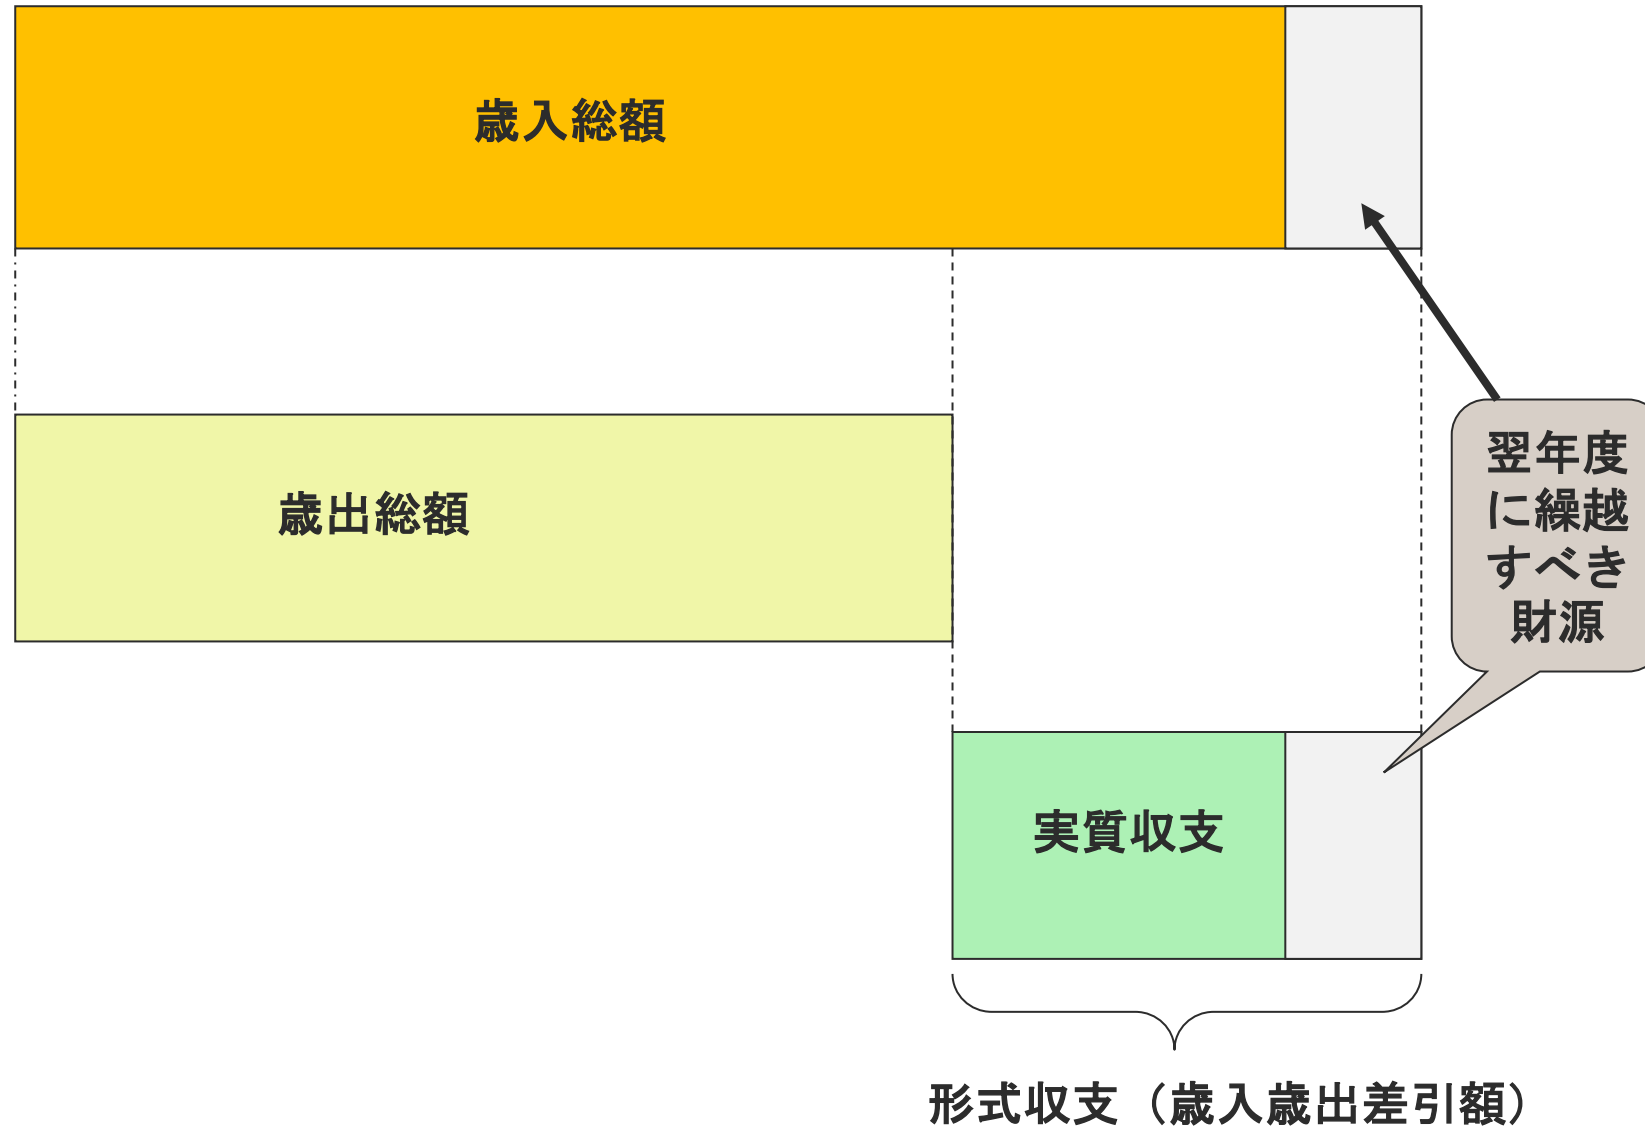 歳入総額
歳出総額
翌年度
に繰越
すべき
財源
実質収支
形式収支（歳入歳出差引額）